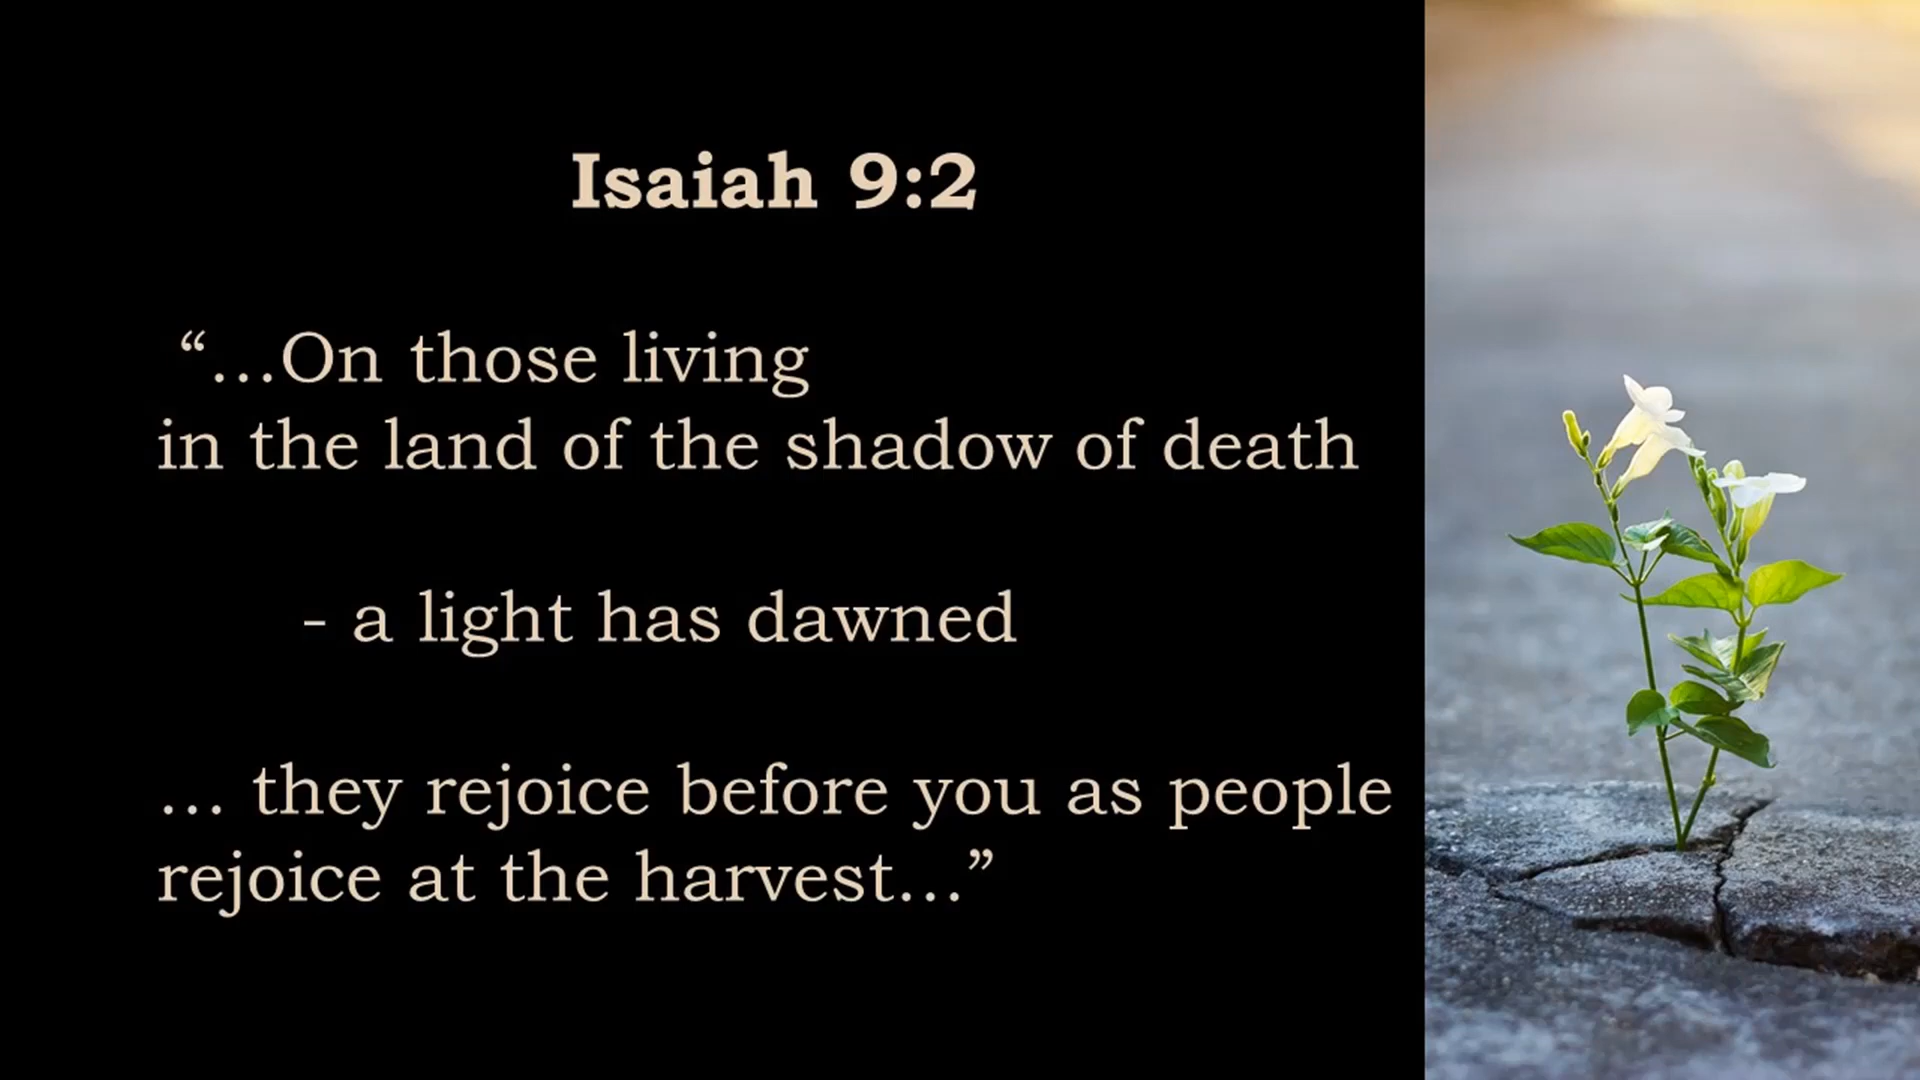 Isaiah 9:2
“…On those living
in the land of the shadow of death
- a light has dawned
… they rejoice before you as people
rejoice at the harvest…”